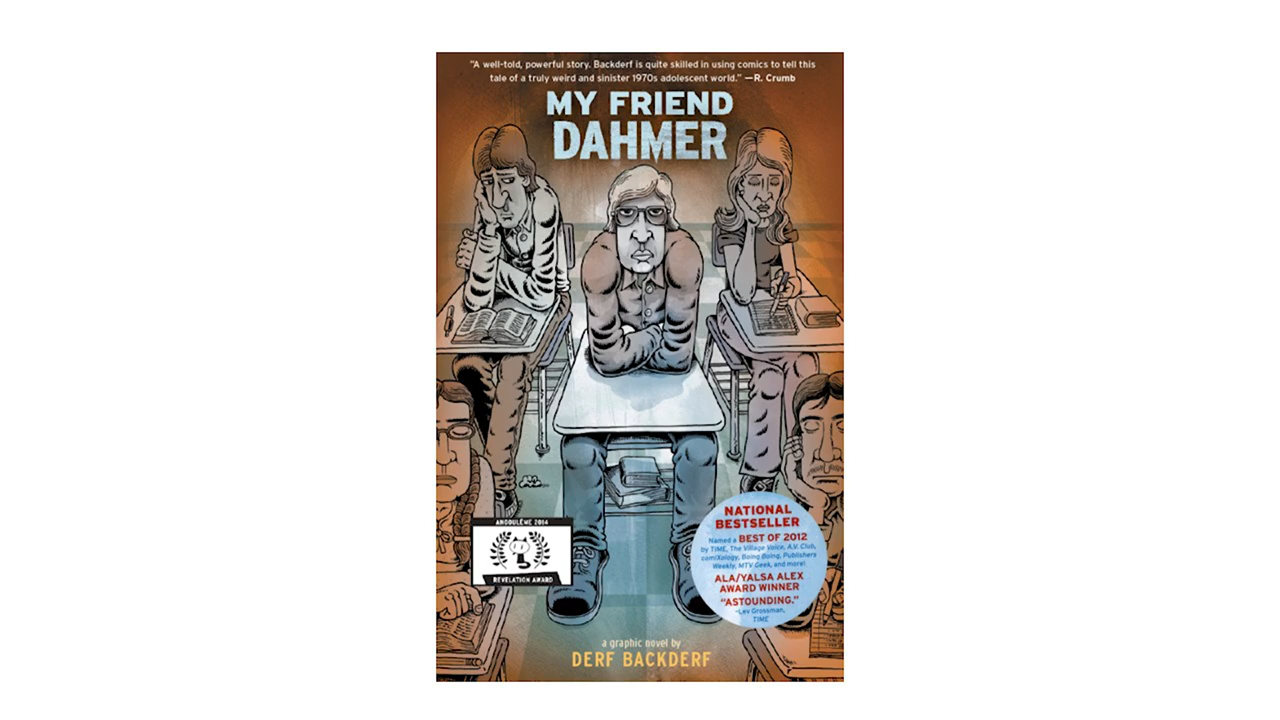 "A well-told, powerful story. Backderf is quite skilled in using comics to tell this
tale of a truly weird and sinister 1970s adolescent world." —R. Crumb
MY FRIEND
DAHMER
ANGOULÊME 2014
REVELATION AWARD
NATIONAL
BESTSELLER
Named a BEST OF 2012
by TIME, The Village Voice, A.V. Club,
comiXology, Boing Boing, Publishers
Weekly, MTV Geek, and more!
ALA/YALSA ALEX
AWARD WINNER
"ASTOUNDING."
-Lev Grossman,
TIME
a graphic novel by
DERF BACKDERF